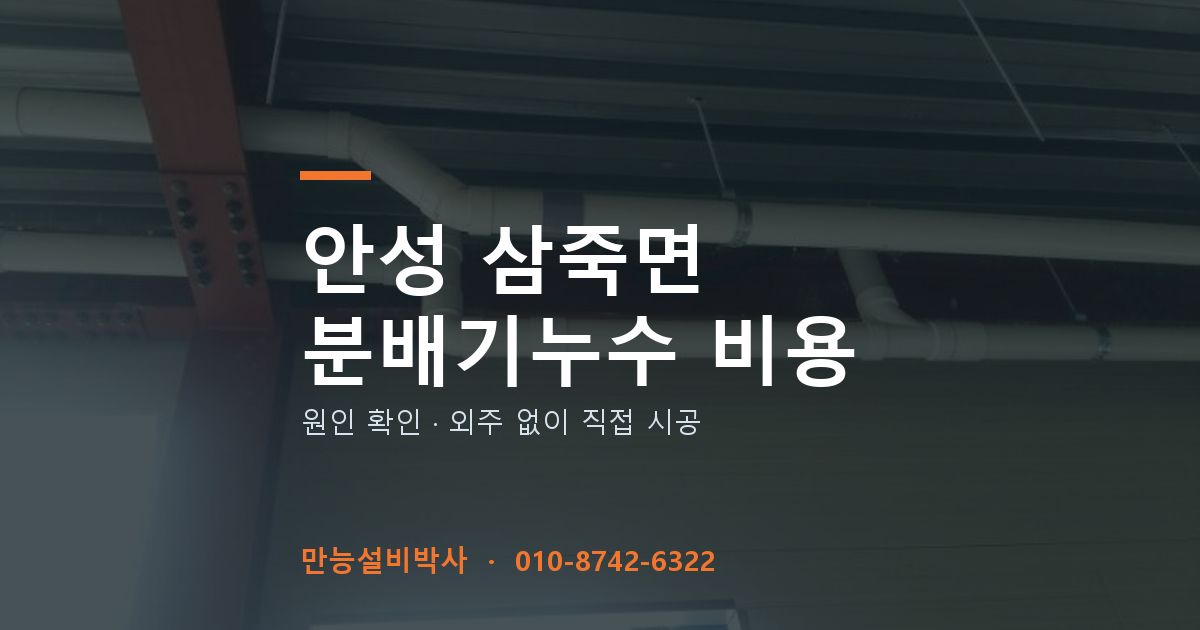 안성 삼죽면
분배기누수 비용
원인 확인 · 외주 없이 직접 시공
만능설비박사 · 010-8742-6322